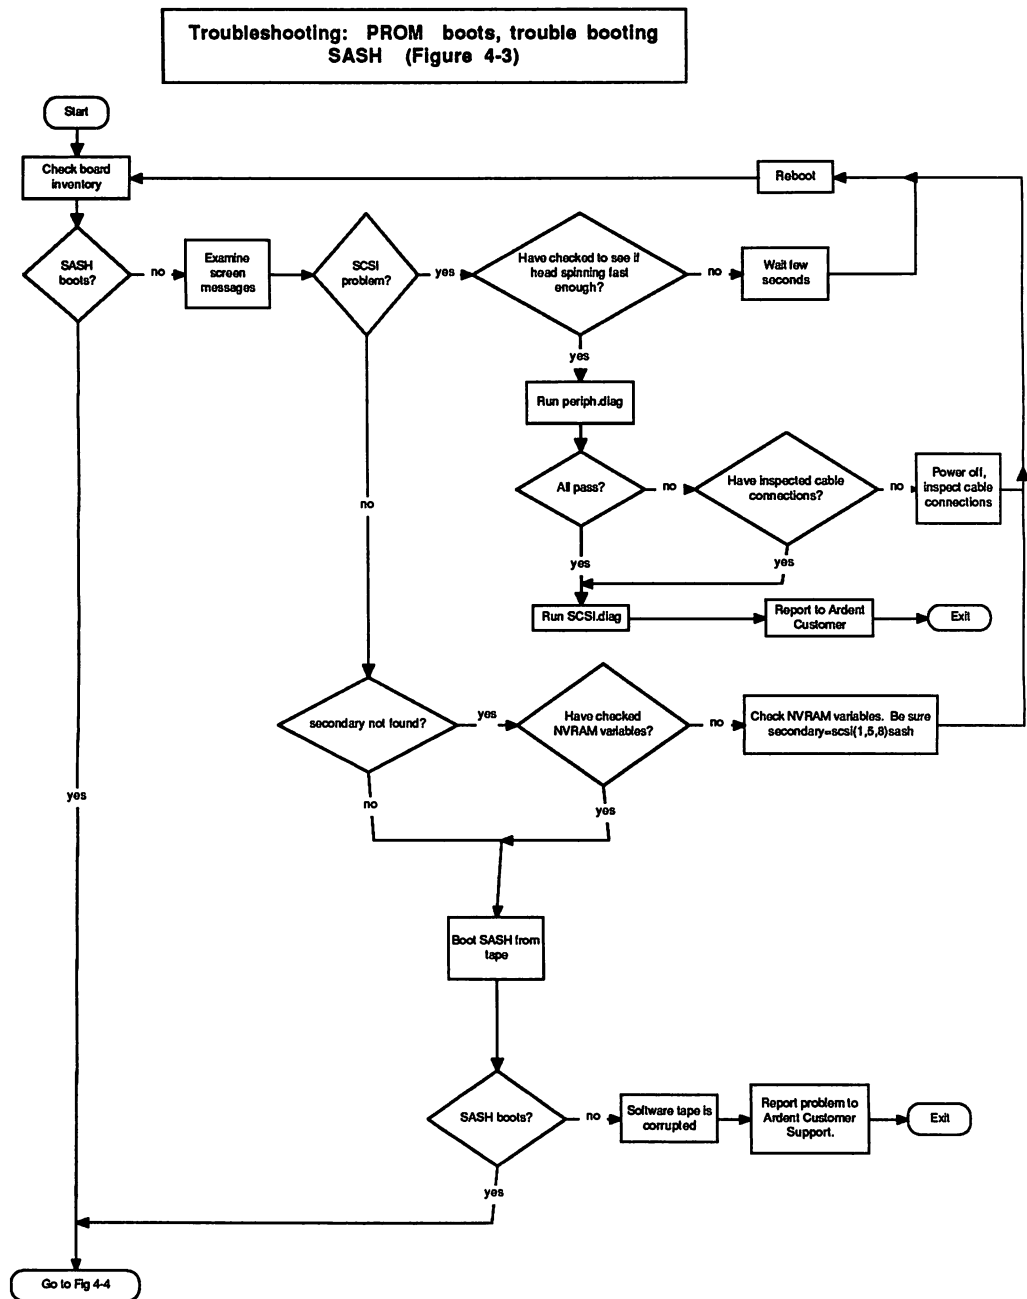 Troubleshooting: PROM boots, trouble booting
SASH (Figure 4-3)
Start
Check board
inventory
Reboot
SASH
boots?
no
Examine
screen
messages
SCSI
problem?
yes
Have checked to see if
head spinning fast
enough?
no
Wait few
seconds
yes
Run periph.diag
All pass?
no
Have inspected cable
connections?
no
Power off,
inspect cable
connections
no
yes
yes
Run SCSI.diag
Report to Ardent
Customer
Exit
secondary not found?
yes
Have checked
NVRAM variables?
no
Check NVRAM variables. Be sure
secondary=scsi(1,5,8)sash
yes
no
yes
Boot SASH from
tape
SASH boots?
no
Software tape is
corrupted
Report problem to
Ardent Customer
Support.
Exit
yes
Go to Fig 4-4